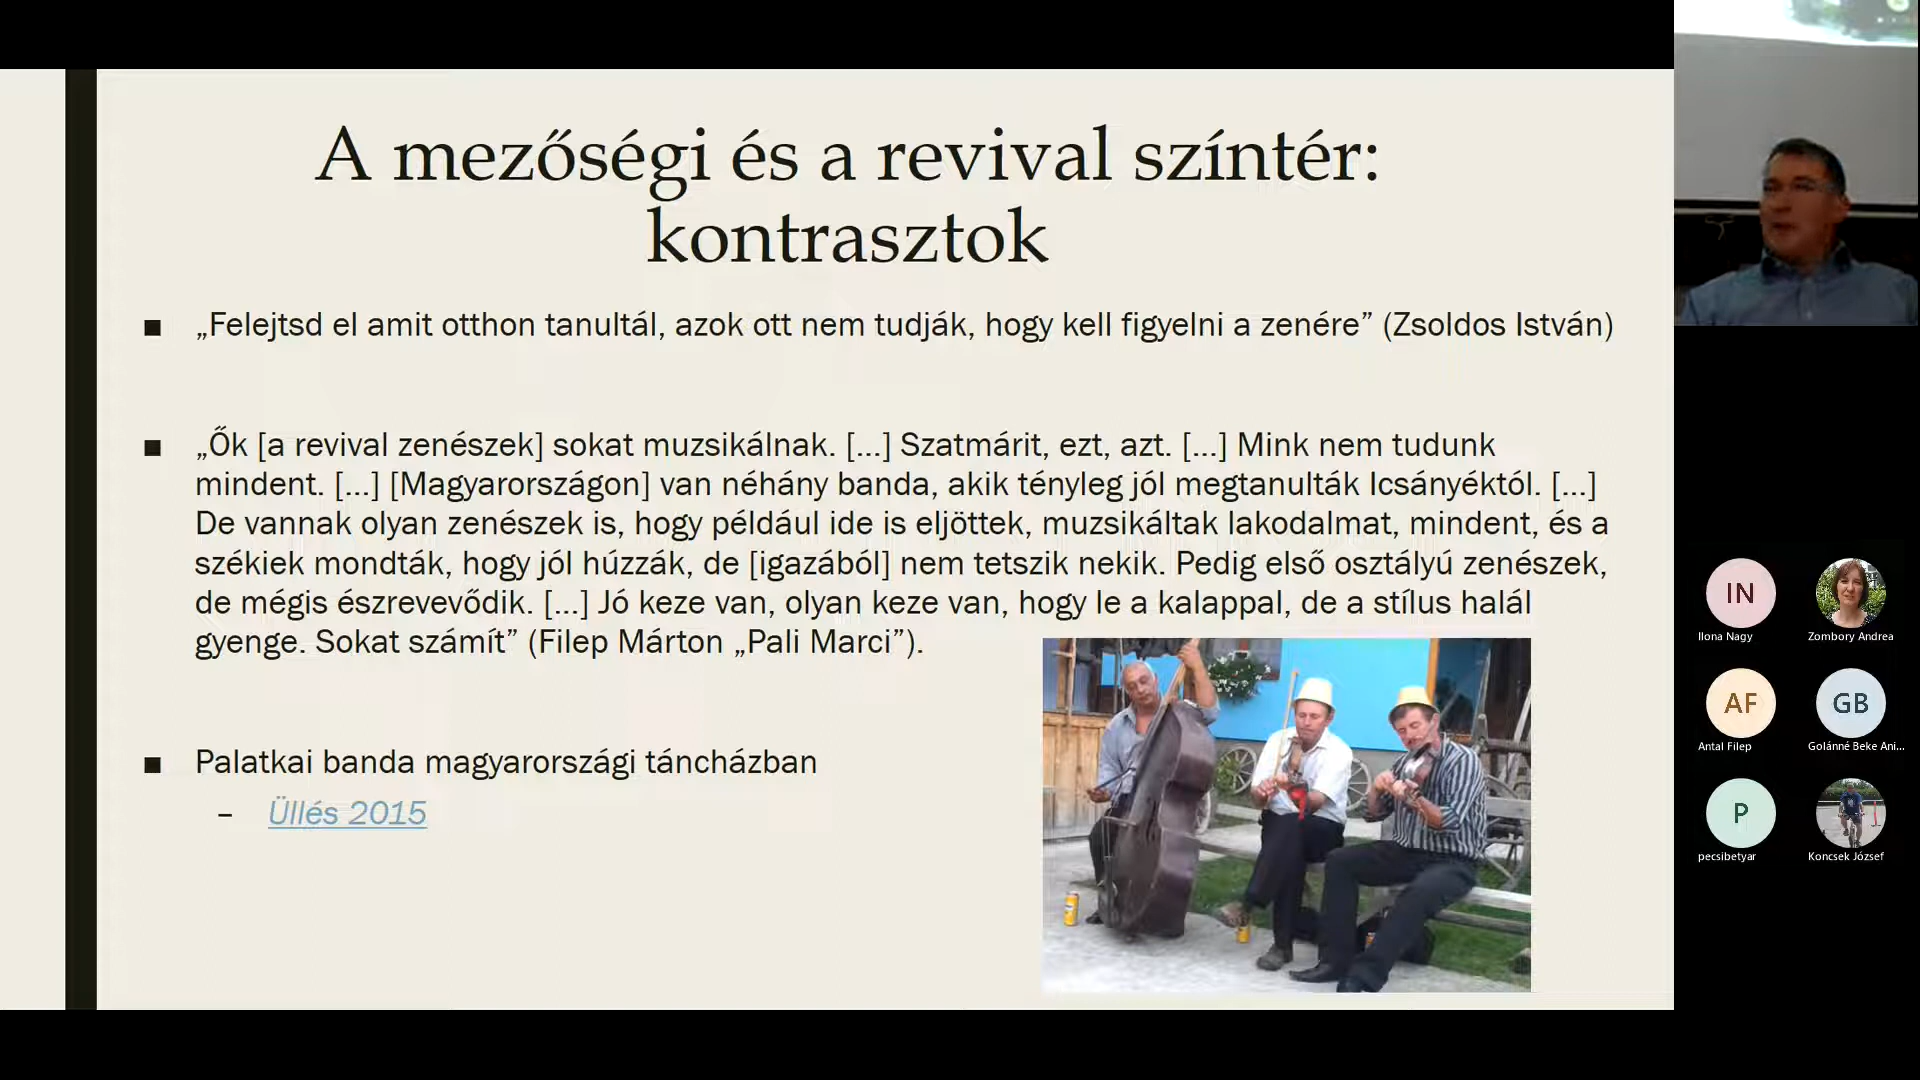 A mezőségi és a revival színtér:
kontrasztok
■ „Felejtsd el amit otthon tanultál, azok ott nem tudják, hogy kell figyelni a zenére” (Zsoldos István)
■ „Ők [a revival zenészek] sokat muzsikálnak. [...] Szatmárit, ezt, azt. [...] Mink nem tudunk
mindent. [...] [Magyarországon] van néhány banda, akik tényleg jól megtanulták Icsányéktól. [...]
De vannak olyan zenészek is, hogy például ide is eljöttek, muzsikáltak lakodalmat, mindent, és a
székiek mondták, hogy jól húzzák, de [igazából] nem tetszik nekik. Pedig első osztályú zenészek,
de mégis észrevevődik. [...] Jó keze van, olyan keze van, hogy le a kalappal, de a stílus halál
gyenge. Sokat számít” (Filep Márton „Pali Marci”).
■ Palatkai banda magyarországi táncházban
– Üllés 2015
IN
Ilona Nagy
Zombory Andrea
AF
Antal Filep
GB
Golánné Beke Ani...
P
pecsibetyar
Koncsek József